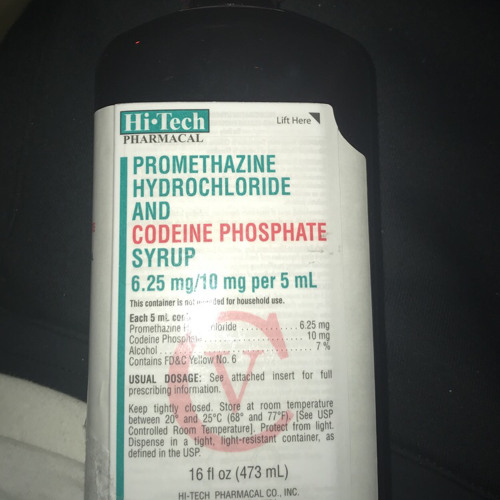 Hi•Tech
PHARMACAL
Lift Here
PROMETHAZINE
HYDROCHLORIDE
AND
CODEINE PHOSPHATE
SYRUP
6.25 mg/10 mg per 5 mL
This container is not for household use.
Each 5 mL
Promethazine 6.25 mg
Codeine 10 mg
Alcohol 7%
Contains FD&C Yellow No. 6
USUAL DOSAGE: See attached insert for full
prescribing information.
Keep tightly closed. Store at room temperature
between 20° and 25°C (68° and 77°F). [See USP
Controlled Room Temperature]. Protect from light.
Dispense in a tight, light-resistant container, as
defined in the USP.
CV
16 fl oz (473 mL)
HI-TECH PHARMACAL CO., INC.